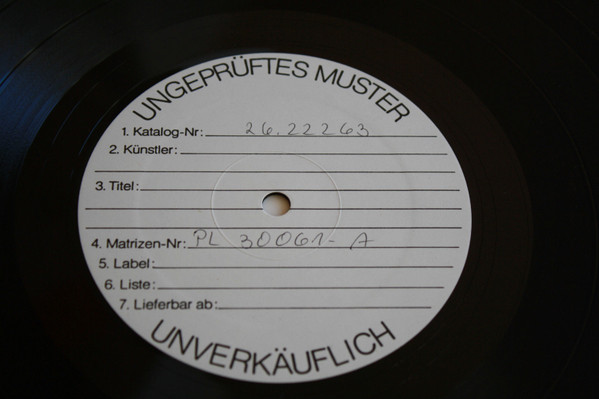 UNGEPRÜFTES MUSTER
1. Katalog-Nr: 26.22263
2. Künstler:
3. Titel:
4. Matrizen-Nr: PL 30061-A
5. Label:
6. Liste:
7. Lieferbar ab:
UNVERKÄUFLICH